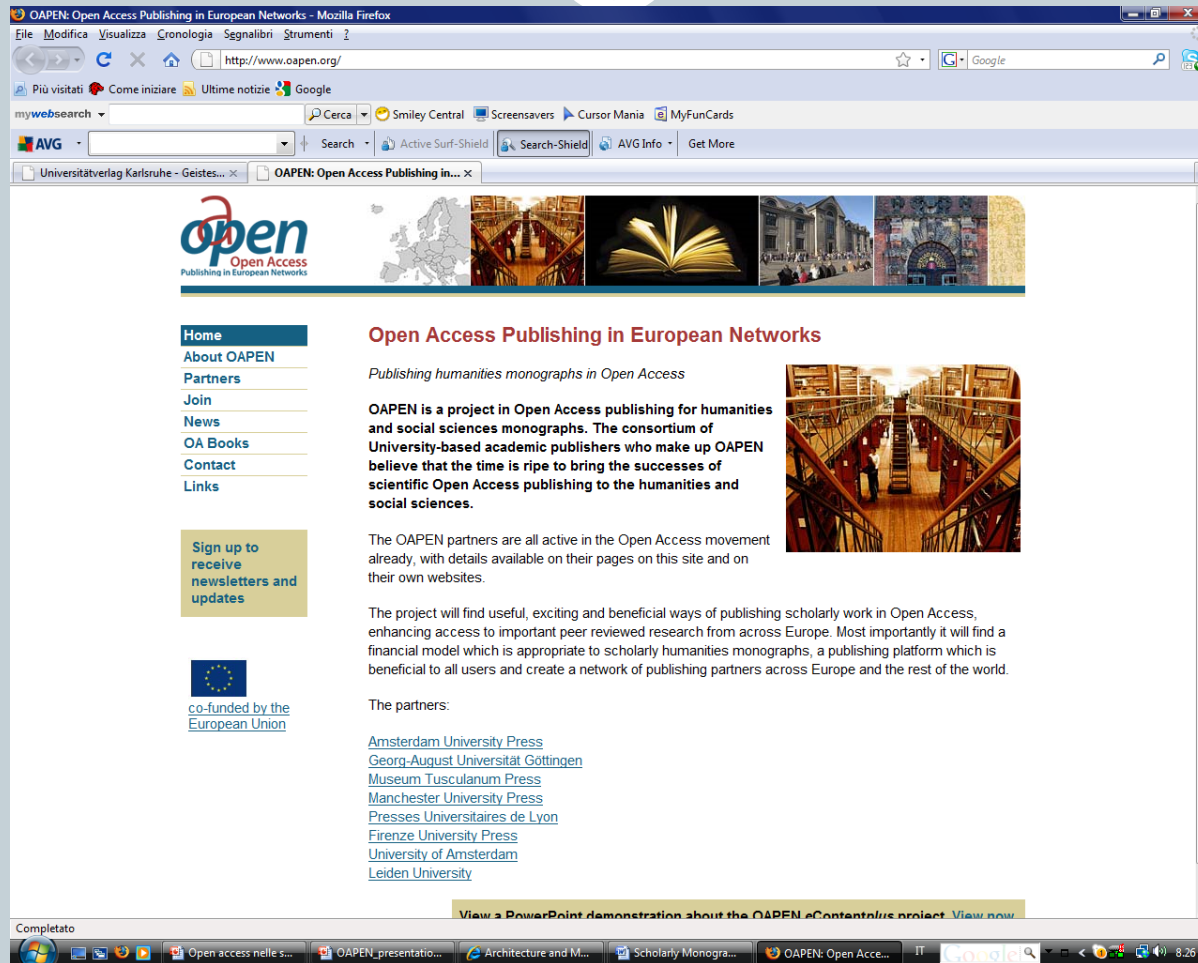 OAPEN: Open Access Publishing in European Networks - Mozilla Firefox
File Modifica Visualizza Cronologia Segnalibri Strumenti ?
http://www.oapen.org/
G Google
Più visitati Come iniziare Ultime notizie Google
mywebsearch Cerca Smiley Central Screensavers Cursor Mania MyFunCards
AVG Search Active Surf-Shield Search-Shield AVG Info Get More
Universitätverlag Karlsruhe - Geistes... OAPEN: Open Access Publishing in...
oapen
Open Access
Publishing in European Networks
Home
About OAPEN
Partners
Join
News
OA Books
Contact
Links
Sign up to
receive
newsletters and
updates
co-funded by the
European Union
Open Access Publishing in European Networks
Publishing humanities monographs in Open Access
OAPEN is a project in Open Access publishing for humanities
and social sciences monographs. The consortium of
University-based academic publishers who make up OAPEN
believe that the time is ripe to bring the successes of
scientific Open Access publishing to the humanities and
social sciences.
The OAPEN partners are all active in the Open Access movement
already, with details available on their pages on this site and on
their own websites.
The project will find useful, exciting and beneficial ways of publishing scholarly work in Open Access,
enhancing access to important peer reviewed research from across Europe. Most importantly it will find a
financial model which is appropriate to scholarly humanities monographs, a publishing platform which is
beneficial to all users and create a network of publishing partners across Europe and the rest of the world.
The partners:
Amsterdam University Press
Georg-August Universität Göttingen
Museum Tusculanum Press
Manchester University Press
Presses Universitaires de Lyon
Firenze University Press
University of Amsterdam
Leiden University
View a PowerPoint demonstration about the OAPEN eContentplus project. View now
Completato
Open access nelle s... OAPEN_presentatio... Architecture and M... Scholarly Monogra... OAPEN: Open Acce... IT Google 8.26